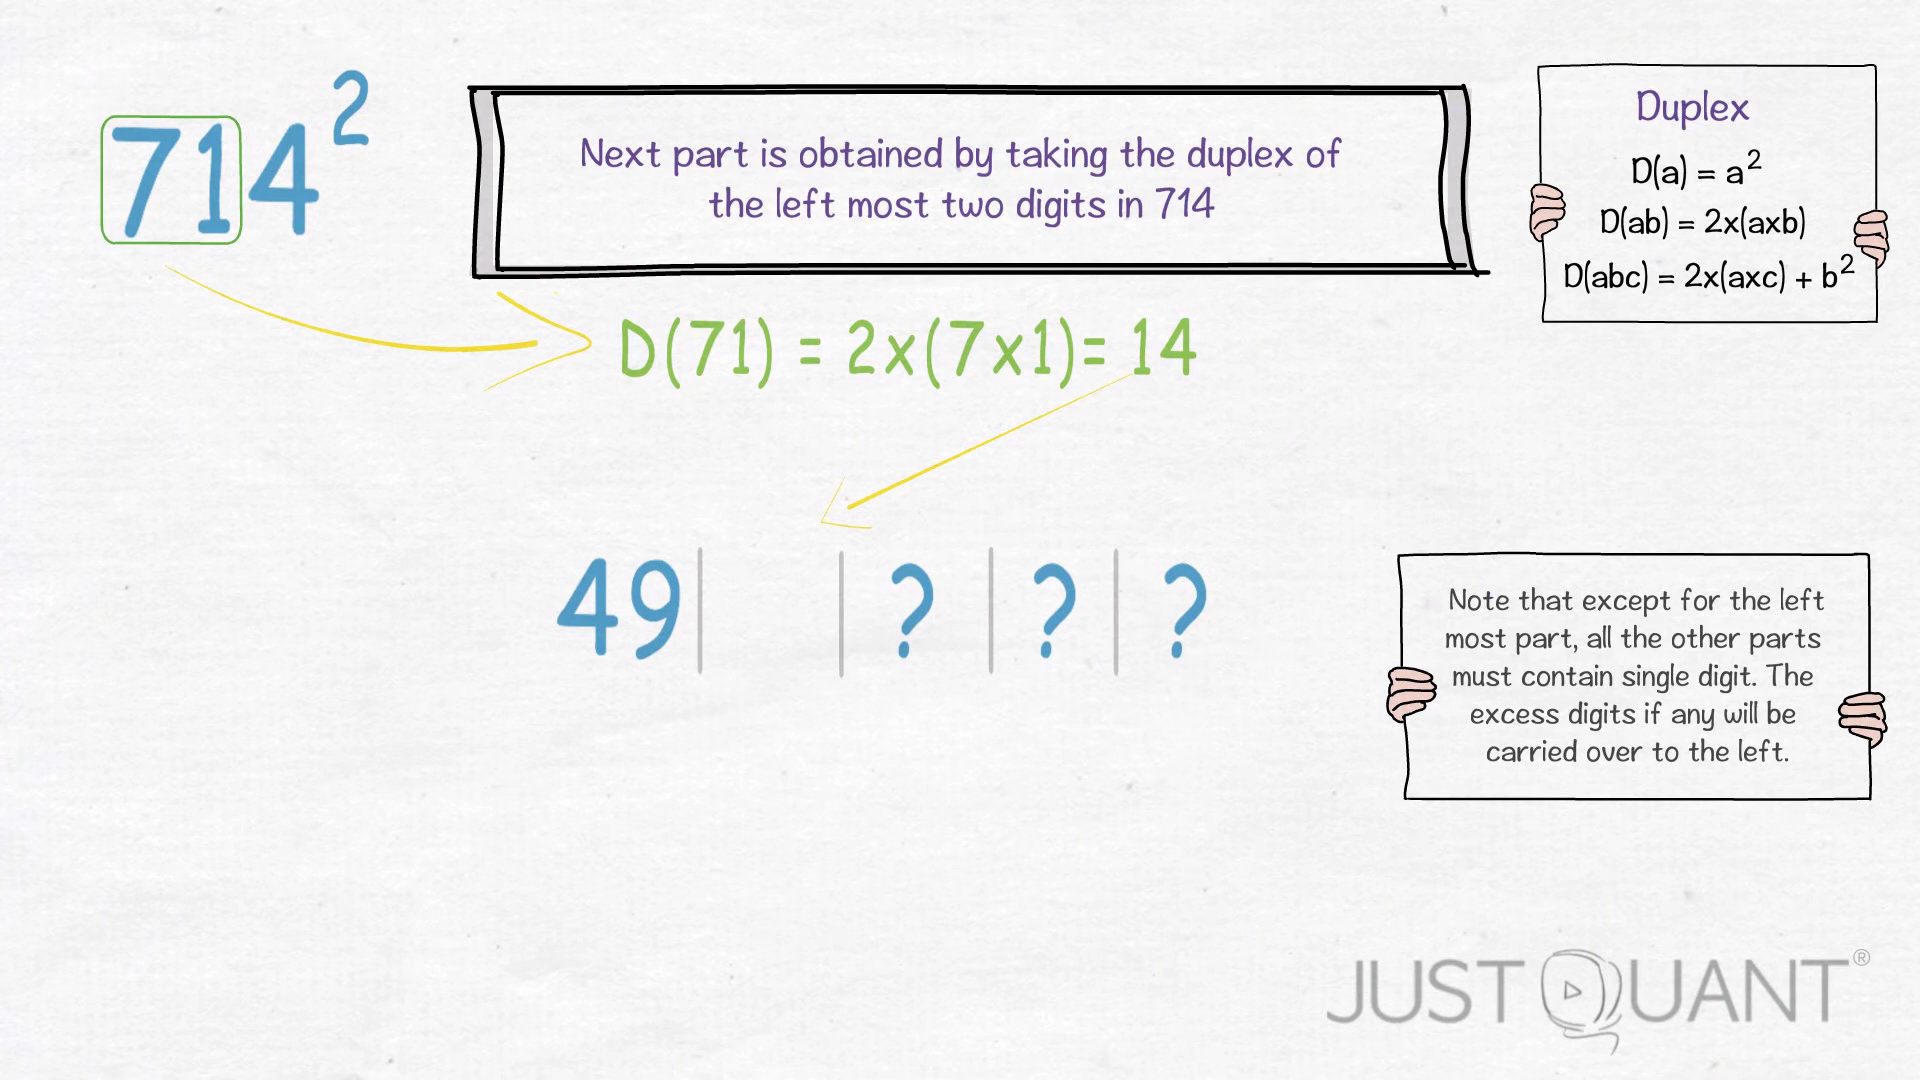 714²
Next part is obtained by taking the duplex of
the left most two digits in 714
Duplex
D(a) = a²
D(ab) = 2x(axb)
D(abc) = 2x(axc) + b²
D(71) = 2x(7x1)= 14
49 | | ? | ? | ?
Note that except for the left
most part, all the other parts
must contain single digit. The
excess digits if any will be
carried over to the left.
JUST QUANT®